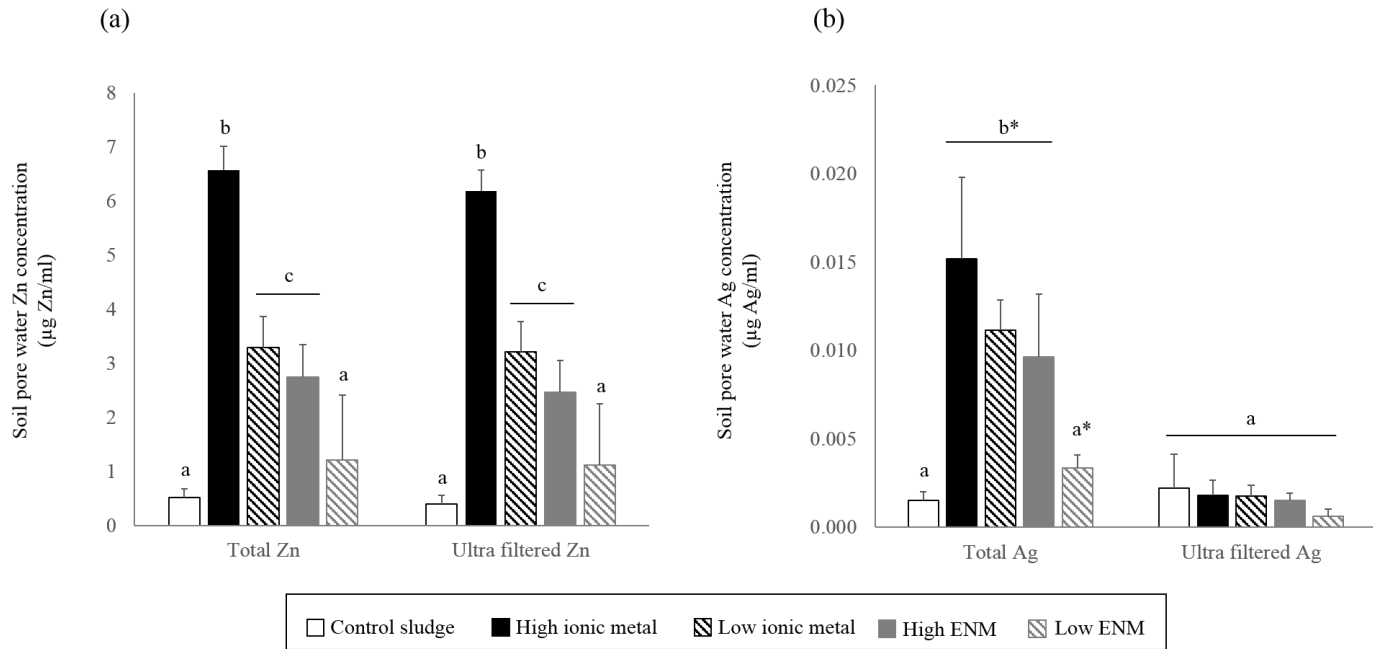 (a)
Soil pore water Zn concentration
(µg Zn/ml)
8
7
6
5
4
3
2
1
0
a
b
c
a
a
b
c
a
Total Zn
Ultra filtered Zn
(b)
Soil pore water Ag concentration
(µg Ag/ml)
0.025
0.020
0.015
0.010
0.005
0.000
a
b*
a*
a
Total Ag
Ultra filtered Ag
Control sludge
High ionic metal
Low ionic metal
High ENM
Low ENM